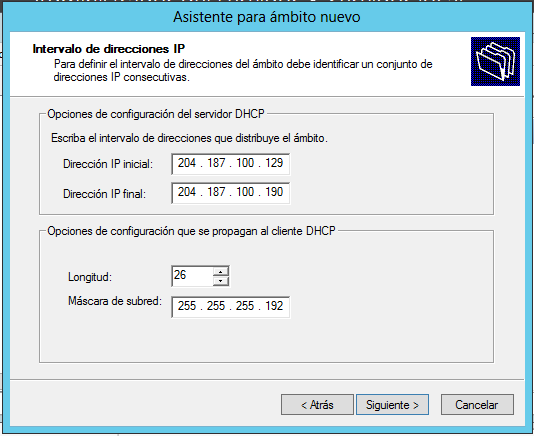 Asistente para ámbito nuevo
Intervalo de direcciones IP
Para definir el intervalo de direcciones del ámbito debe identificar un conjunto de
direcciones IP consecutivas.
Opciones de configuración del servidor DHCP
Escriba el intervalo de direcciones que distribuye el ámbito.
Dirección IP inicial: 204 . 187 . 100 . 129
Dirección IP final: 204 . 187 . 100 . 190
Opciones de configuración que se propagan al cliente DHCP
Longitud: 26
Máscara de subred: 255 . 255 . 255 . 192
< Atrás Siguiente > Cancelar